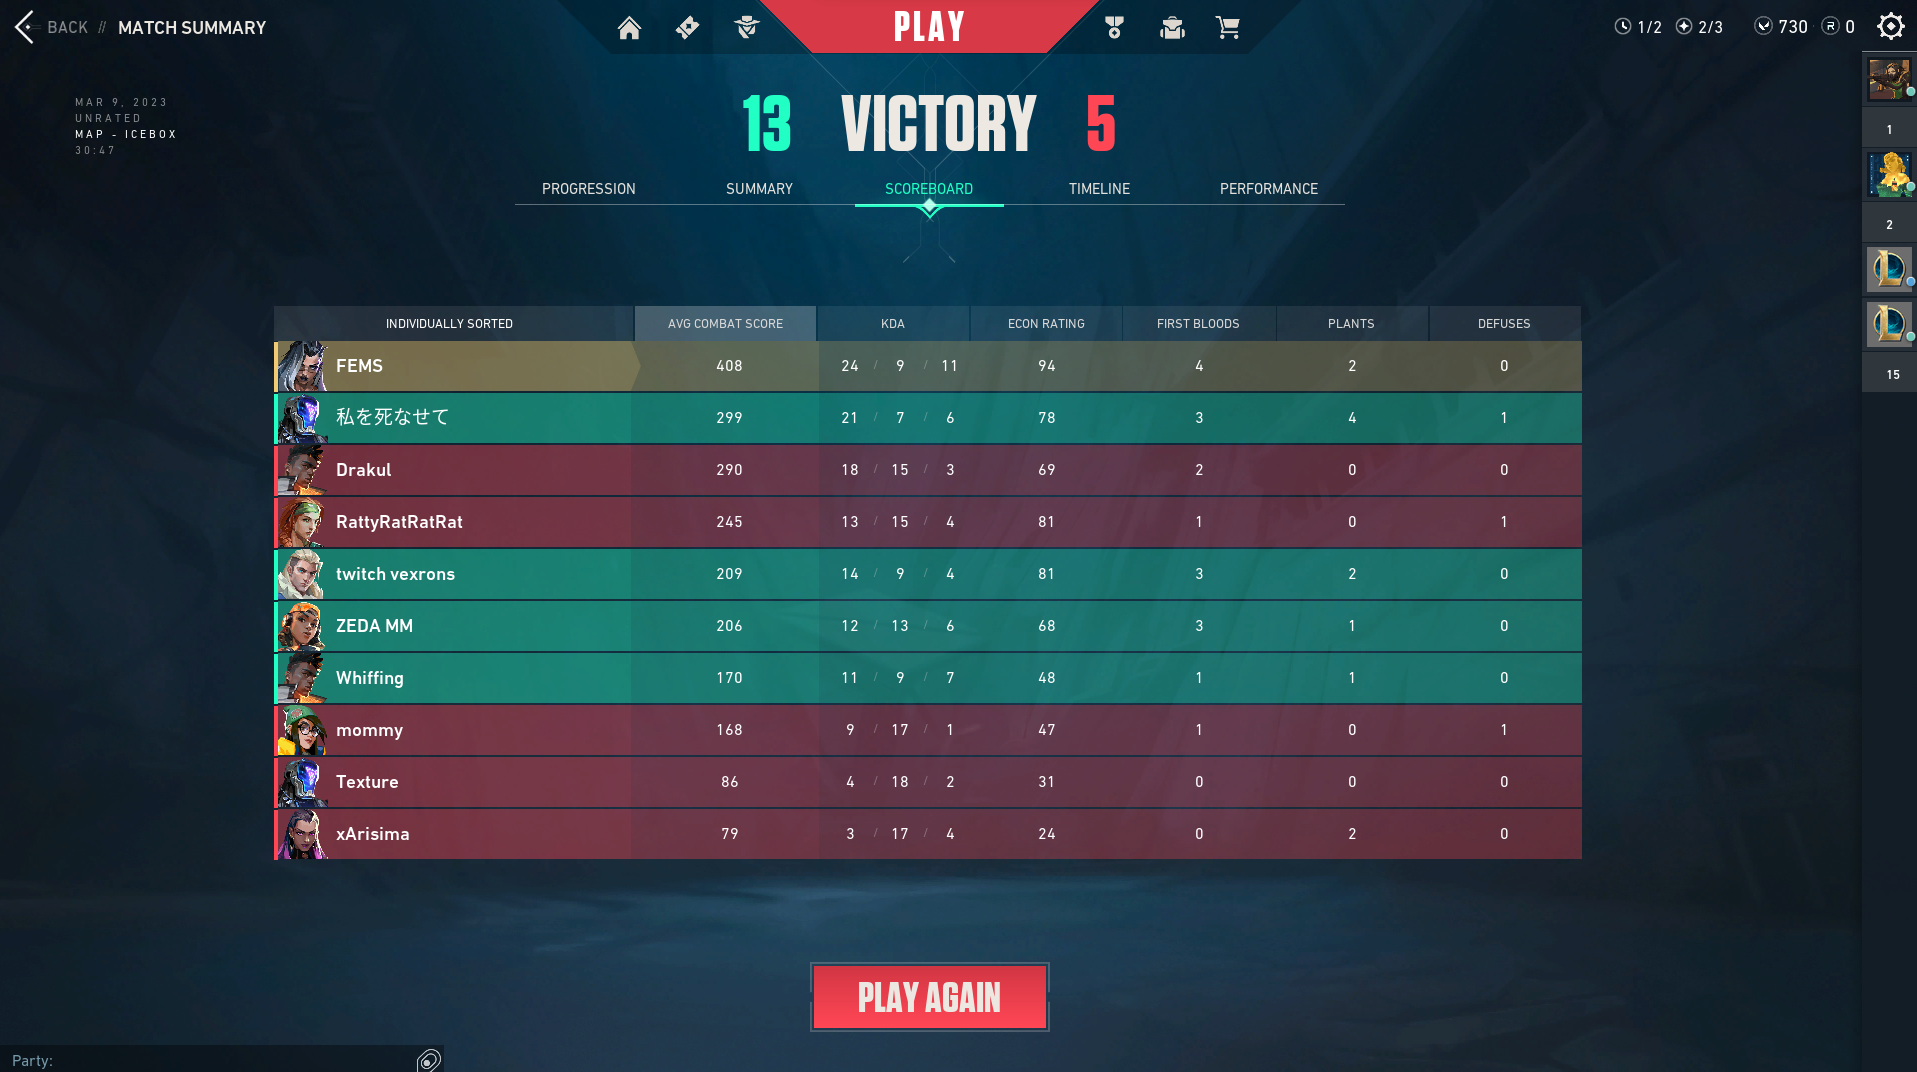 BACK // MATCH SUMMARY
PLAY
1/2 2/3 730 R 0
MAR 9, 2023
UNRATED
MAP - ICEBOX
30:47
13 VICTORY 5
PROGRESSION SUMMARY SCOREBOARD TIMELINE PERFORMANCE
1
2
15
INDIVIDUALLY SORTED AVG COMBAT SCORE KDA ECON RATING FIRST BLOODS PLANTS DEFUSES
FEMS 408 24 / 9 / 11 94 4 2 0
私を死なせて 299 21 / 7 / 6 78 3 4 1
Drakul 290 18 / 15 / 3 69 2 0 0
RattyRatRatRat 245 13 / 15 / 4 81 1 0 1
twitch vexrons 209 14 / 9 / 4 81 3 2 0
ZEDA MM 206 12 / 13 / 6 68 3 1 0
Whiffing 170 11 / 9 / 7 48 1 1 0
mommy 168 9 / 17 / 1 47 1 0 1
Texture 86 4 / 18 / 2 31 0 0 0
xArisima 79 3 / 17 / 4 24 0 2 0
PLAY AGAIN
Party: